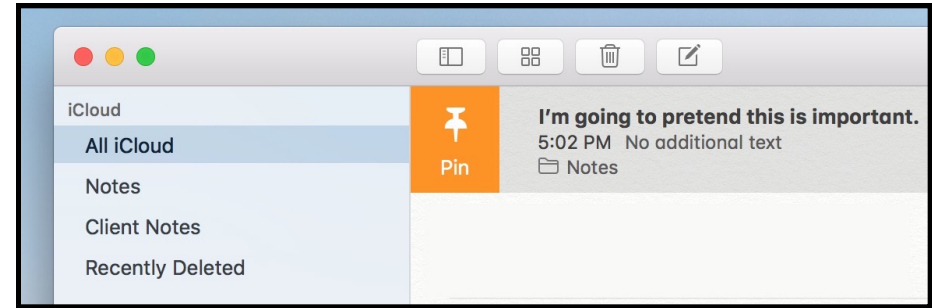 iCloud
All iCloud
Notes
Client Notes
Recently Deleted
Pin
I’m going to pretend this is important.
5:02 PM No additional text
Notes